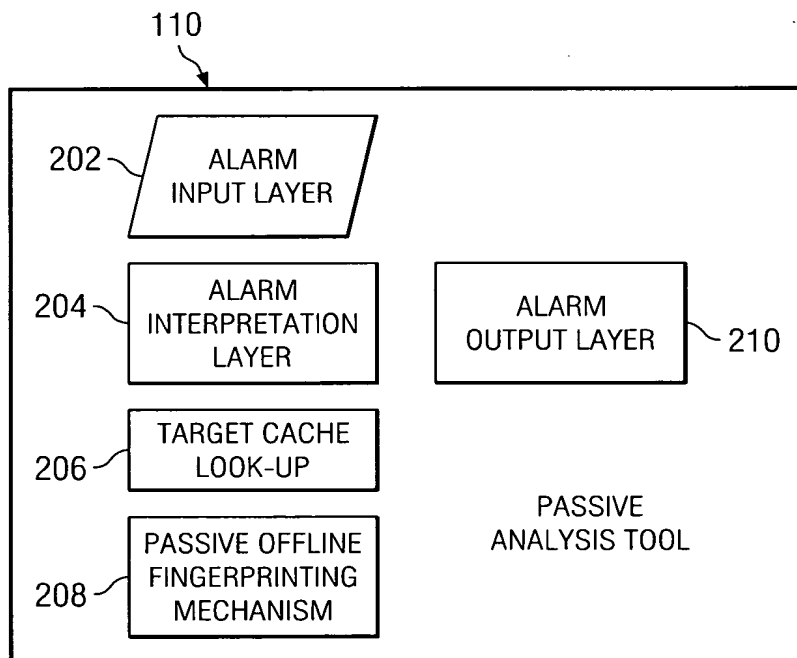 110
202
ALARM
INPUT LAYER
204
ALARM
INTERPRETATION
LAYER
ALARM
OUTPUT LAYER
210
206
TARGET CACHE
LOOK-UP
208
PASSIVE OFFLINE
FINGERPRINTING
MECHANISM
PASSIVE
ANALYSIS TOOL